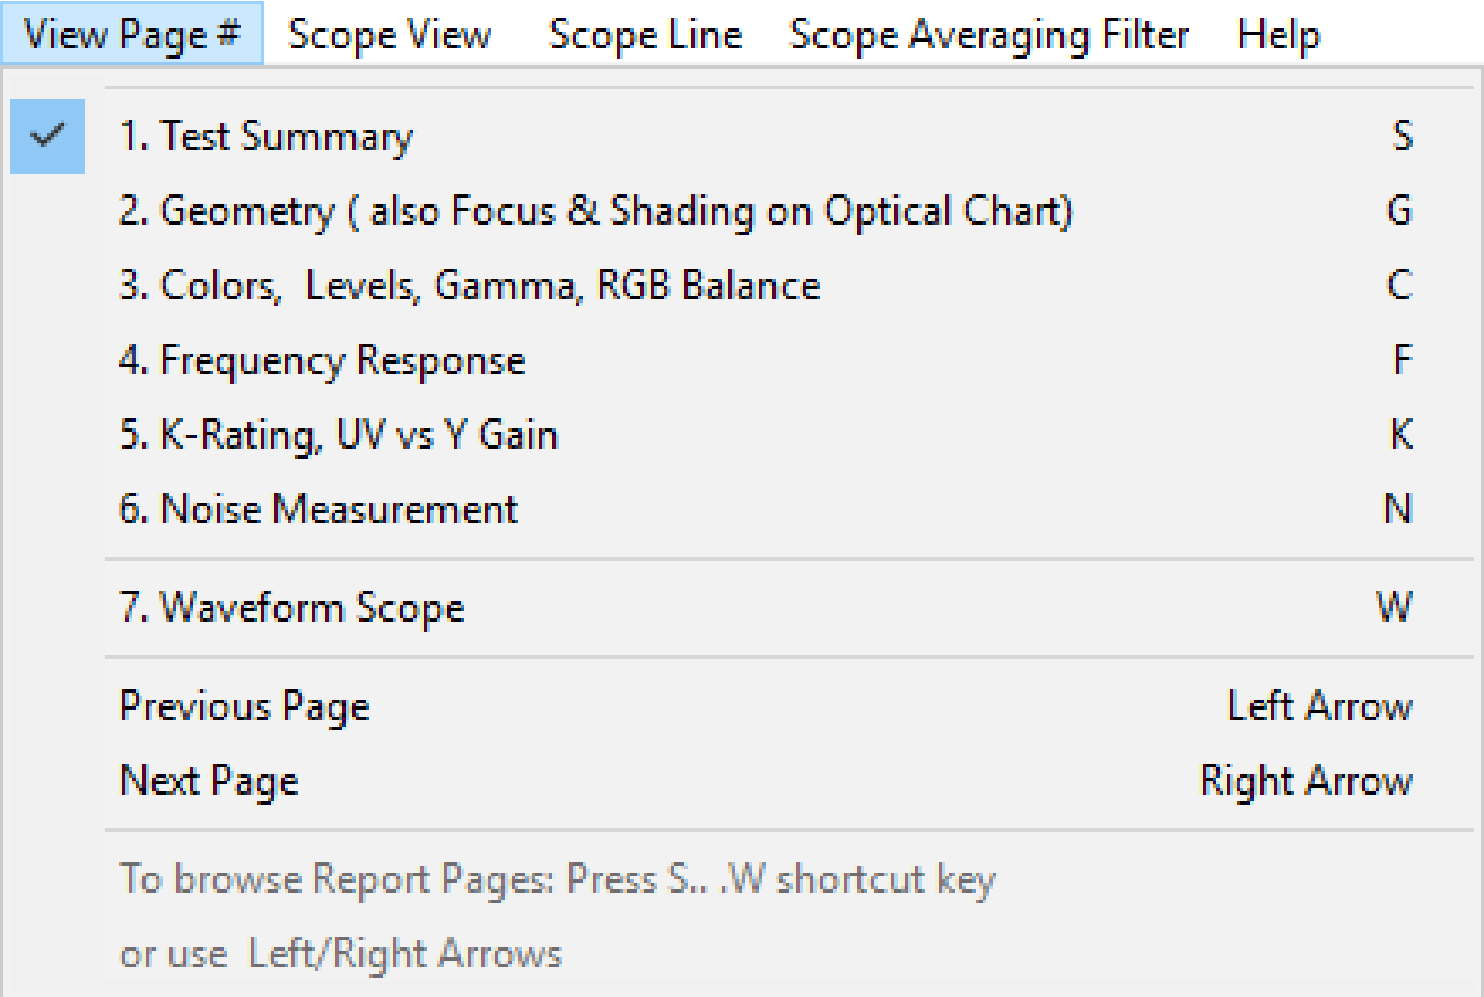 View Page # Scope View Scope Line Scope Averaging Filter Help
1. Test Summary S
2. Geometry ( also Focus & Shading on Optical Chart) G
3. Colors,  Levels, Gamma, RGB Balance C
4. Frequency Response F
5. K-Rating, UV vs Y Gain K
6. Noise Measurement N
7. Waveform Scope W
Previous Page Left Arrow
Next Page Right Arrow
To browse Report Pages: Press S.. .W shortcut key
or use  Left/Right Arrows